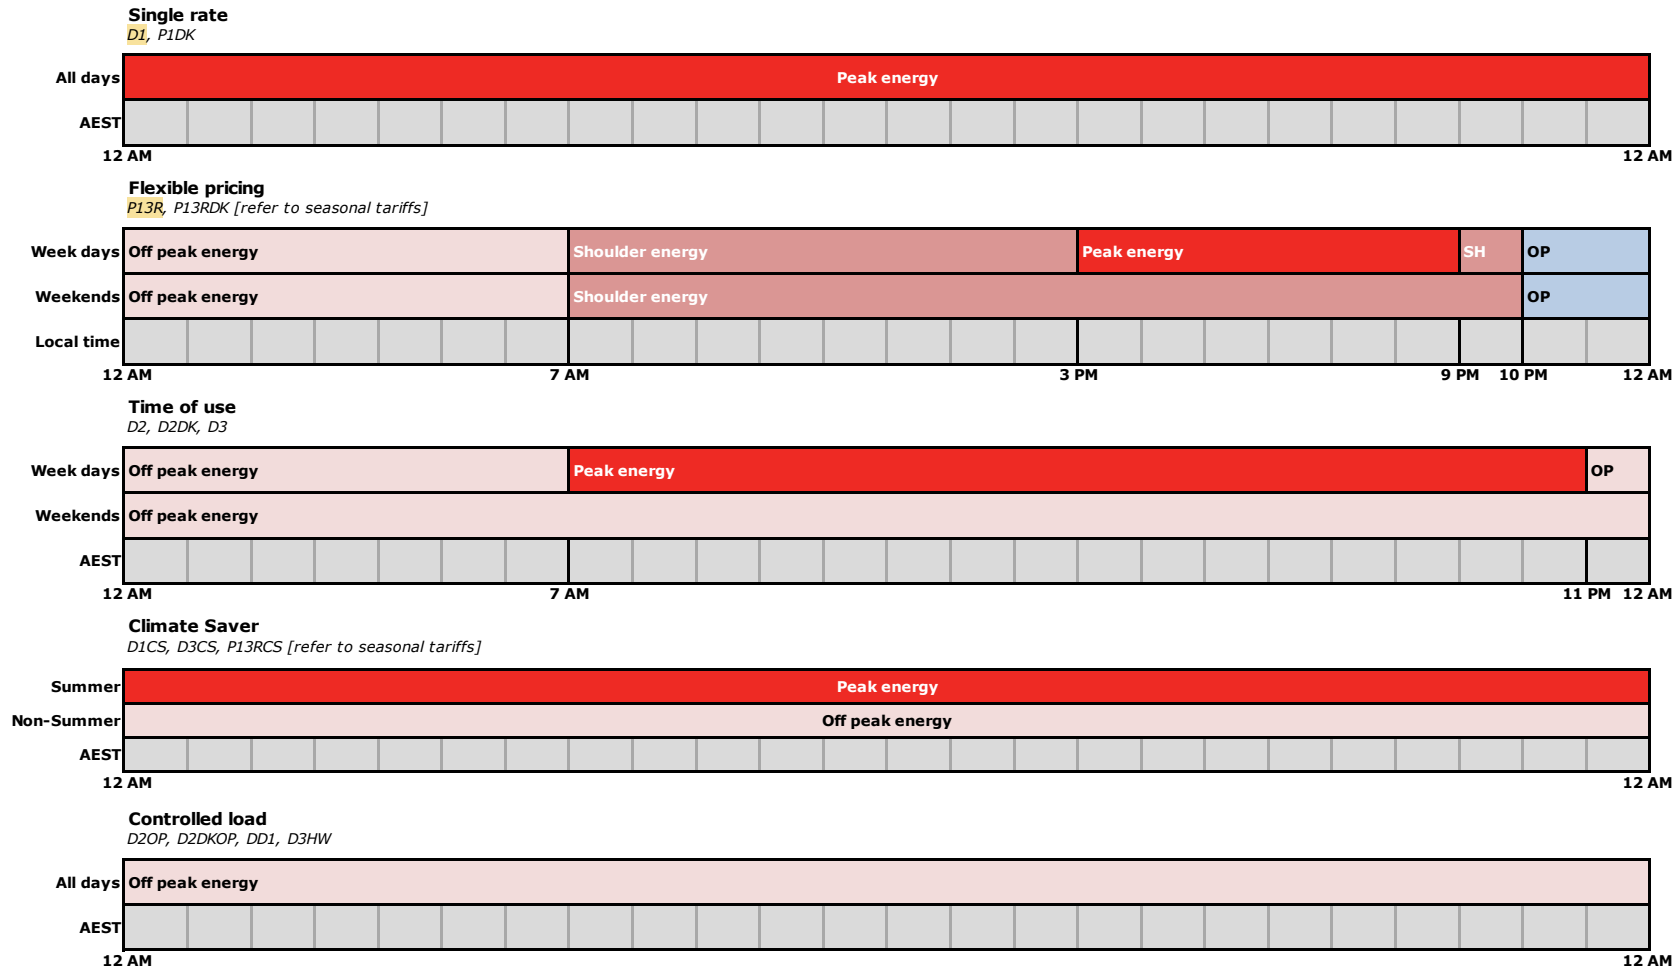 Single rate
D1, P1DK
All days Peak energy
AEST
12 AM 12 AM
Flexible pricing
P13R, P13RDK [refer to seasonal tariffs]
Week days Off peak energy Shoulder energy Peak energy SH OP
Weekends Off peak energy Shoulder energy OP
Local time
12 AM 7 AM 3 PM 9 PM 10 PM 12 AM
Time of use
D2, D2DK, D3
Week days Off peak energy Peak energy OP
Weekends Off peak energy
AEST
12 AM 7 AM 11 PM 12 AM
Climate Saver
D1CS, D3CS, P13RCS [refer to seasonal tariffs]
Summer Peak energy
Non-Summer Off peak energy
AEST
12 AM 12 AM
Controlled load
D2OP, D2DKOP, DD1, D3HW
All days Off peak energy
AEST
12 AM 12 AM